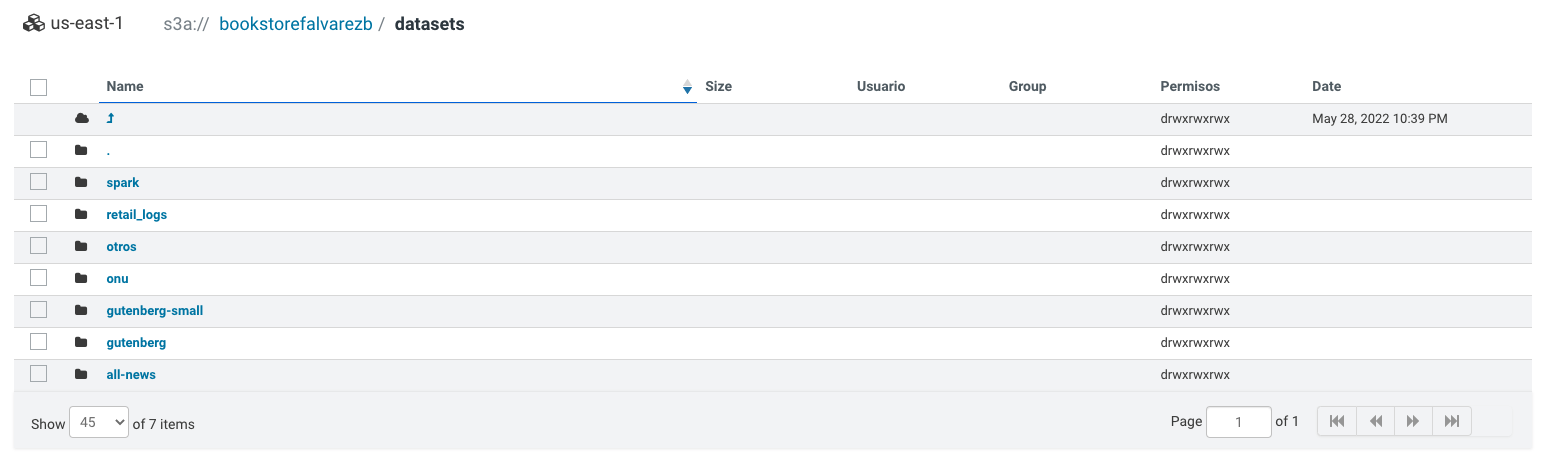 us-east-1 s3a:// bookstorefalvarezb / datasets
Name Size Usuario Group Permisos Date
drwxrwxrwx May 28, 2022 10:39 PM
. drwxrwxrwx
spark drwxrwxrwx
retail_logs drwxrwxrwx
otros drwxrwxrwx
onu drwxrwxrwx
gutenberg-small drwxrwxrwx
gutenberg drwxrwxrwx
all-news drwxrwxrwx
Show 45 of 7 items Page 1 of 1